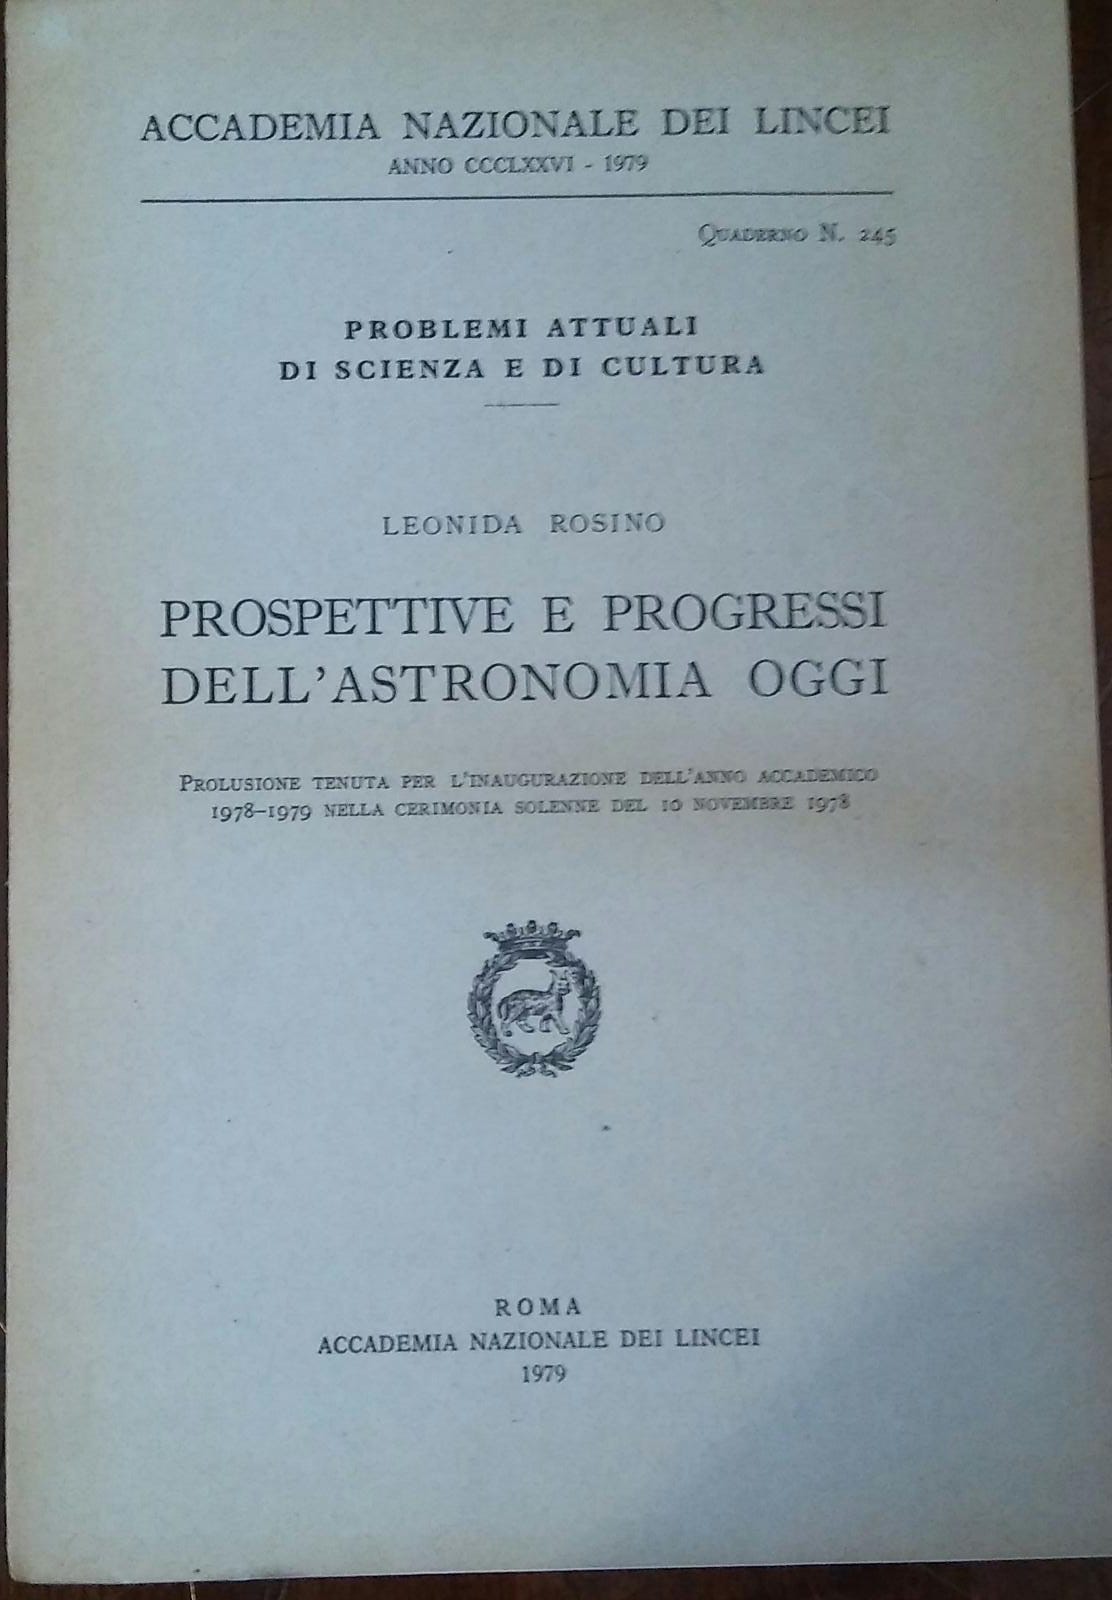 ACCADEMIA NAZIONALE DEI LINCEI
ANNO CCCLXXVI - 1979
QUADERNO N. 245
PROBLEMI ATTUALI
DI SCIENZA E DI CULTURA
LEONIDA ROSINO
PROSPETTIVE E PROGRESSI
DELL'ASTRONOMIA OGGI
PROLUSIONE TENUTA PER L'INAUGURAZIONE DELL'ANNO ACCADEMICO
1978–1979 NELLA CERIMONIA SOLENNE DEL 10 NOVEMBRE 1978
ROMA
ACCADEMIA NAZIONALE DEI LINCEI
1979